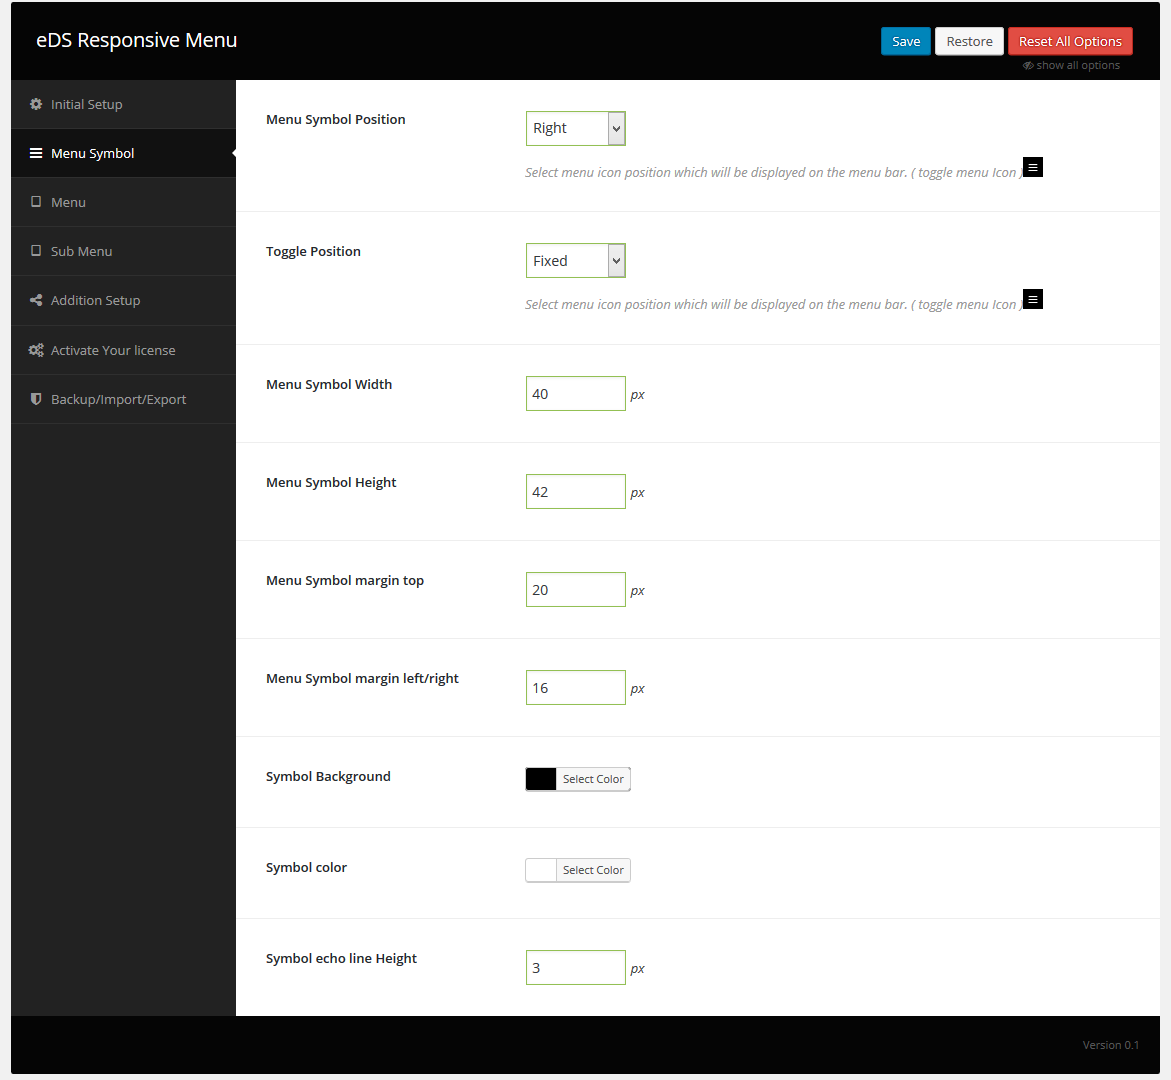 eDS Responsive Menu
Save
Restore
Reset All Options
show all options
Initial Setup
Menu Symbol
Menu
Sub Menu
Addition Setup
Activate Your license
Backup/Import/Export
Menu Symbol Position
Right
Select menu icon position which will be displayed on the menu bar. ( toggle menu Icon )
Toggle Position
Fixed
Select menu icon position which will be displayed on the menu bar. ( toggle menu Icon )
Menu Symbol Width
40 px
Menu Symbol Height
42 px
Menu Symbol margin top
20 px
Menu Symbol margin left/right
16 px
Symbol Background
Select Color
Symbol color
Select Color
Symbol echo line Height
3 px
Version 0.1